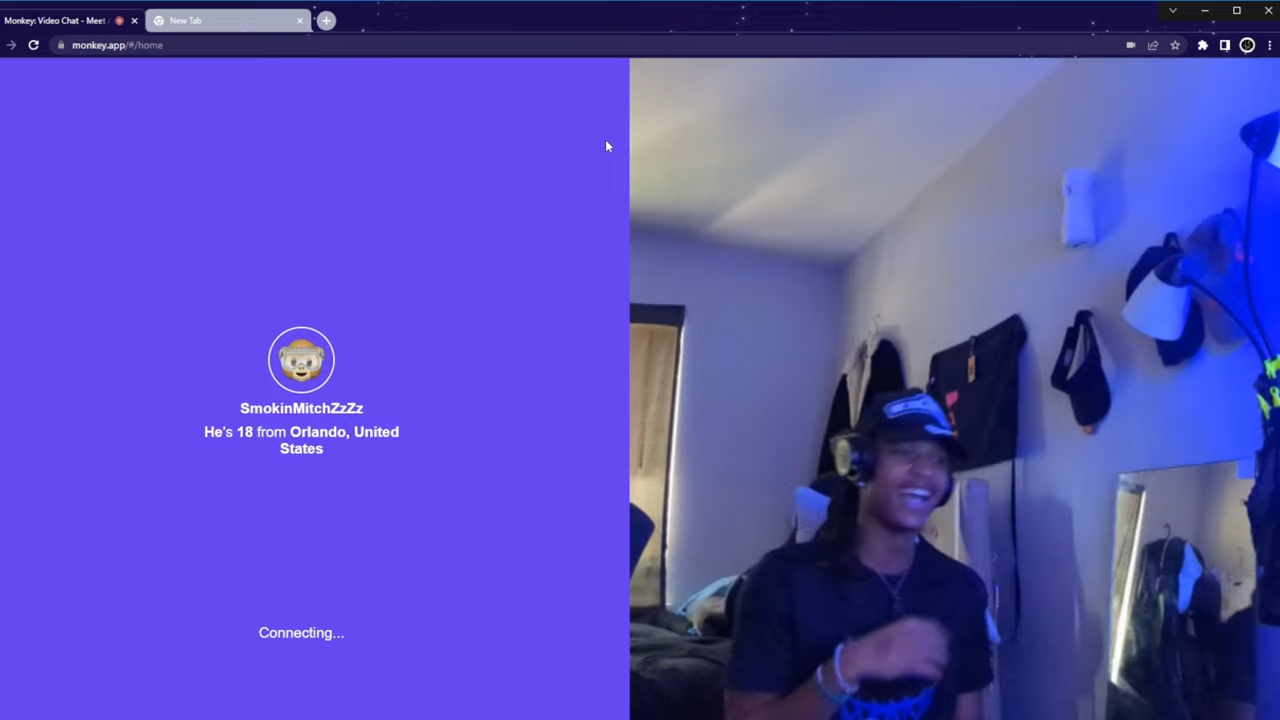 Monkey: Video Chat - Meet
New Tab
monkey.app/#/home
SmokinMitchZzZz
He's 18 from Orlando, United
States
Connecting...